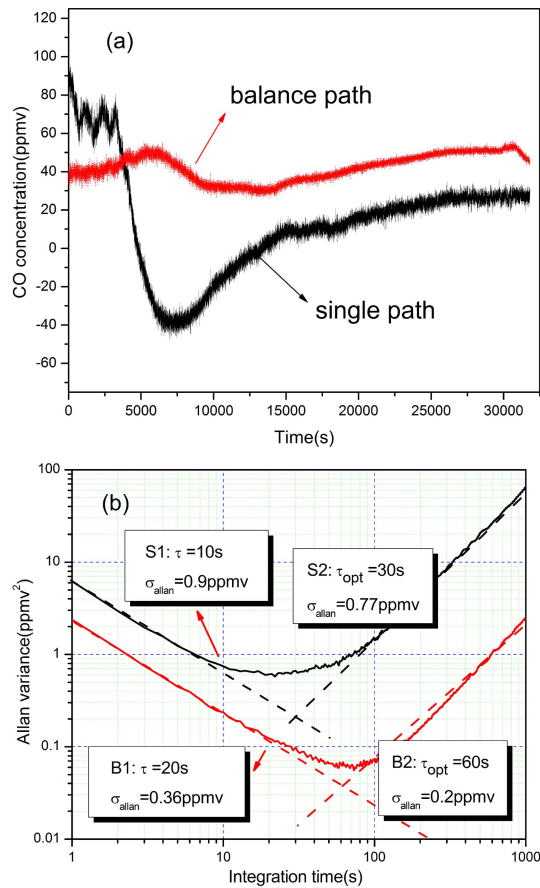 (a)
120
100
80
60
40
20
0
-20
-40
-60
CO concentration(ppmv)
balance path
single path
0 5000 10000 15000 20000 25000 30000
Time(s)
(b)
100
10
1
0.1
0.01
Allan variance(ppmv²)
S1: τ =10s
σallan=0.9ppmv
S2: τopt =30s
σallan=0.77ppmv
B1: τ =20s
σallan=0.36ppmv
B2: τopt =60s
σallan=0.2ppmv
1 10 100 1000
Integration time(s)